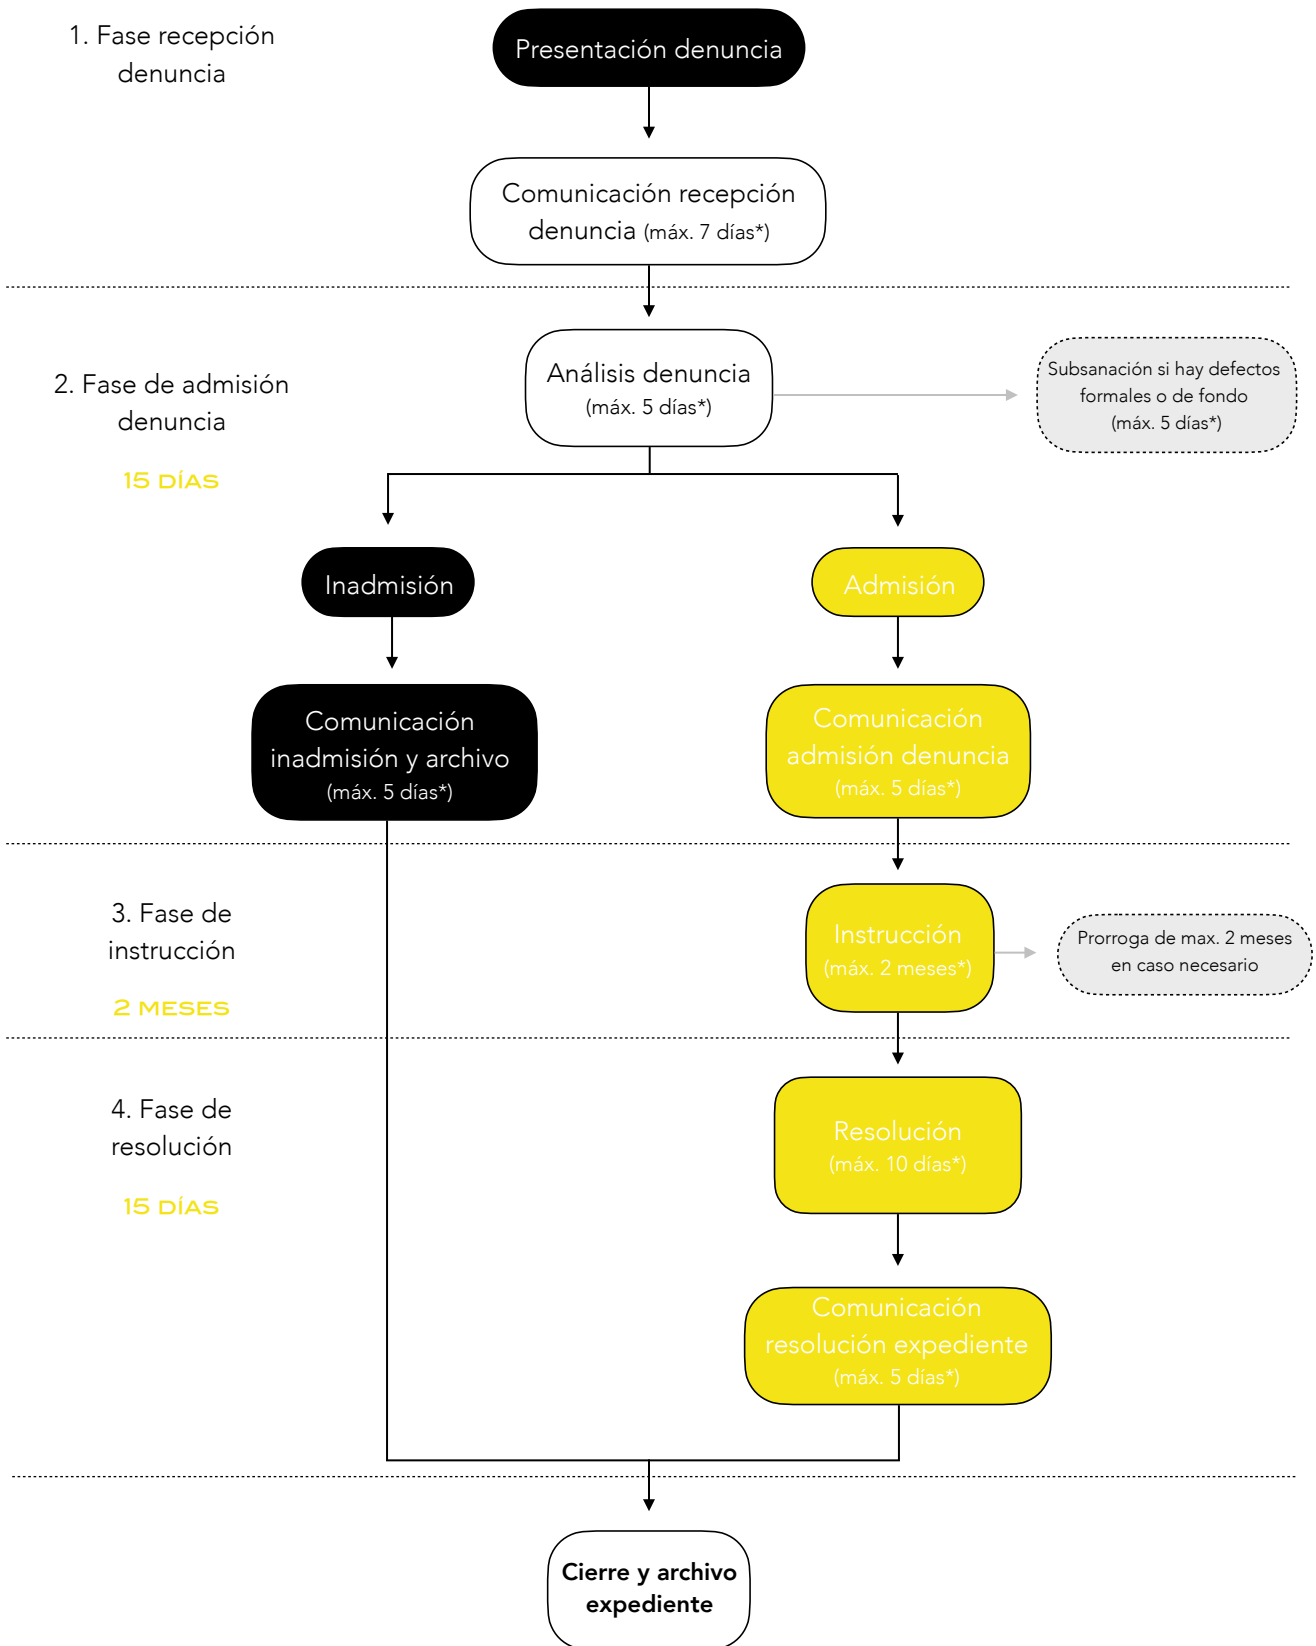 1. Fase recepción
denuncia
Presentación denuncia
Comunicación recepción
denuncia (máx. 7 días*)
2. Fase de admisión
denuncia
15 DÍAS
Análisis denuncia
(máx. 5 días*)
Subsanación si hay defectos
formales o de fondo
(máx. 5 días*)
Inadmisión
Admisión
Comunicación
inadmisión y archivo
(máx. 5 días*)
Comunicación
admisión denuncia
(máx. 5 días*)
3. Fase de
instrucción
2 MESES
Instrucción
(máx. 2 meses*)
Prorroga de max. 2 meses
en caso necesario
4. Fase de
resolución
15 DÍAS
Resolución
(máx. 10 días*)
Comunicación
resolución expediente
(máx. 5 días*)
Cierre y archivo
expediente